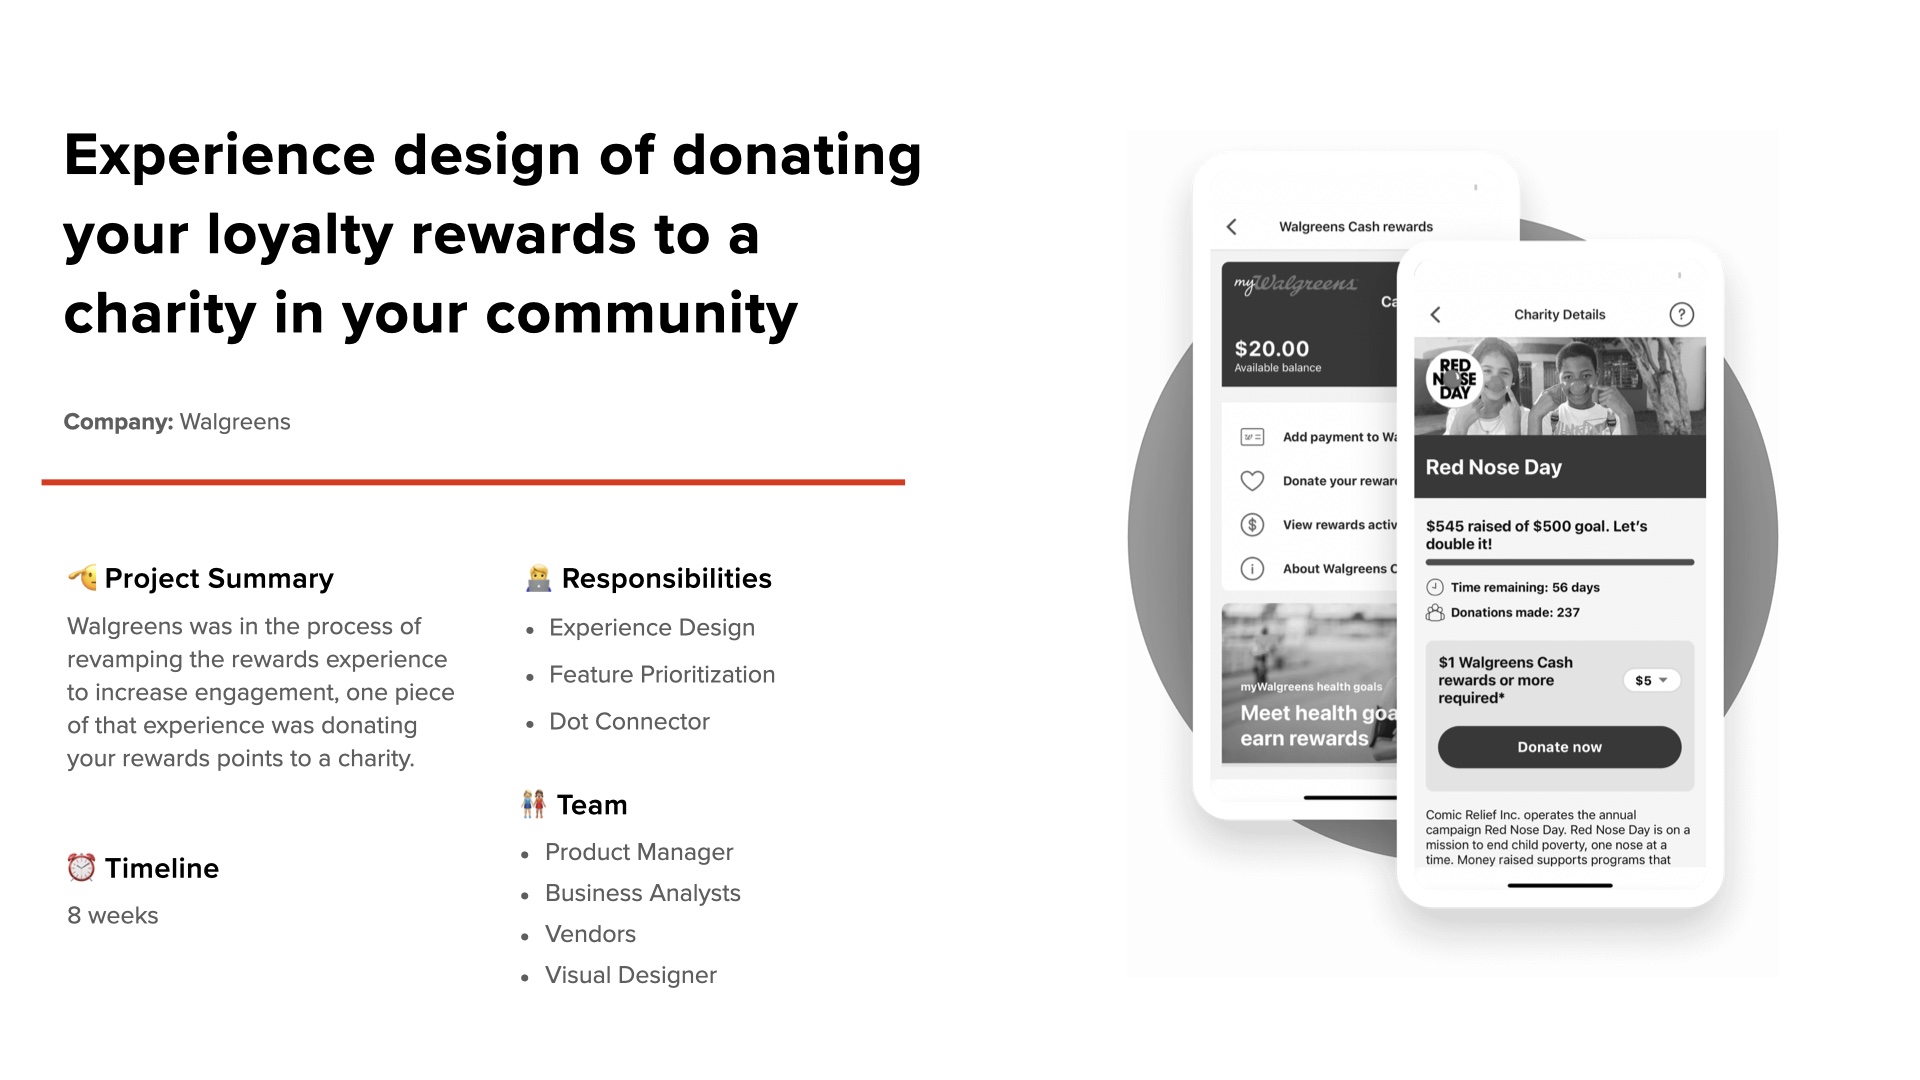 Experience design of donating
your loyalty rewards to a
charity in your community
Company: Walgreens
Project Summary
Walgreens was in the process of
revamping the rewards experience
to increase engagement, one piece
of that experience was donating
your rewards points to a charity.
Timeline
8 weeks
Responsibilities
• Experience Design
• Feature Prioritization
• Dot Connector
Team
• Product Manager
• Business Analysts
• Vendors
• Visual Designer
Walgreens Cash rewards
myWalgreens
Ca
$20.00
Available balance
Add payment to Wa
Donate your rewar
View rewards activ
About Walgreens C
myWalgreens health goals
Meet health goa
earn rewards
Charity Details
?
RED
NOSE
DAY
Red Nose Day
$545 raised of $500 goal. Let's
double it!
Time remaining: 56 days
Donations made: 237
$1 Walgreens Cash
rewards or more
required*
$5
Donate now
Comic Relief Inc. operates the annual
campaign Red Nose Day. Red Nose Day is on a
mission to end child poverty, one nose at a
time. Money raised supports programs that